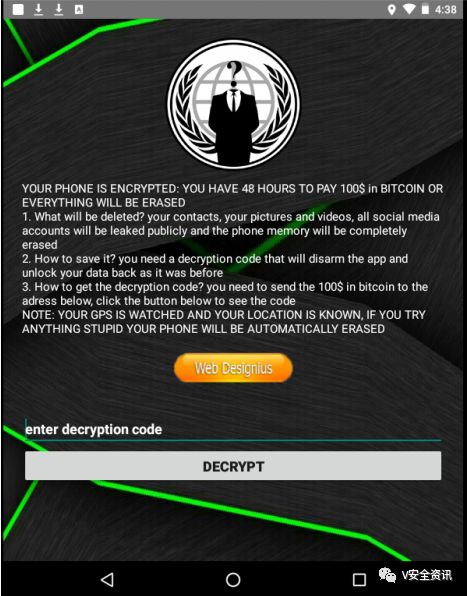 4:38
YOUR PHONE IS ENCRYPTED: YOU HAVE 48 HOURS TO PAY 100$ in BITCOIN OR
EVERYTHING WILL BE ERASED
1. What will be deleted? your contacts, your pictures and videos, all social media
accounts will be leaked publicly and the phone memory will be completely
erased
2. How to save it? you need a decryption code that will disarm the app and
unlock your data back as it was before
3. How to get the decryption code? you need to send the 100$ in bitcoin to the
adress below, click the button below to see the code
NOTE: YOUR GPS IS WATCHED AND YOUR LOCATION IS KNOWN, IF YOU TRY
ANYTHING STUPID YOUR PHONE WILL BE AUTOMATICALLY ERASED
Web Designius
enter decryption code
DECRYPT
V安全资讯